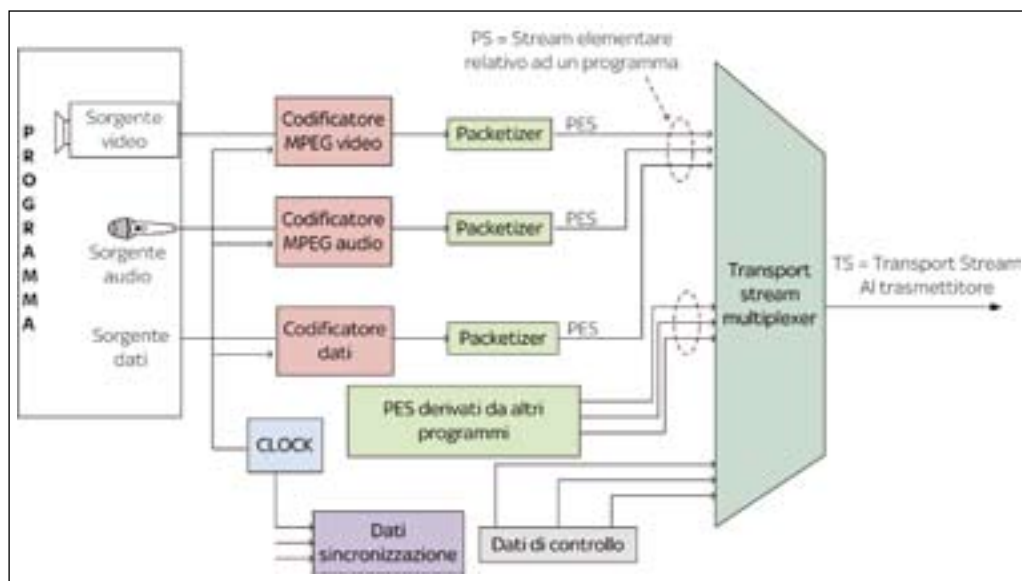 PS = Stream elementare
relativo ad un programma
PROGRAMMA
Sorgente
video
Codificatore
MPEG video
Packetizer
PES
Sorgente
audio
Codificatore
MPEG audio
Packetizer
PES
Sorgente
dati
Codificatore
dati
Packetizer
PES
Transport
stream
multiplexer
TS = Transport Stream
Al trasmettitore
PES derivati da altri
programmi
CLOCK
Dati
sincronizzazione
Dati di controllo